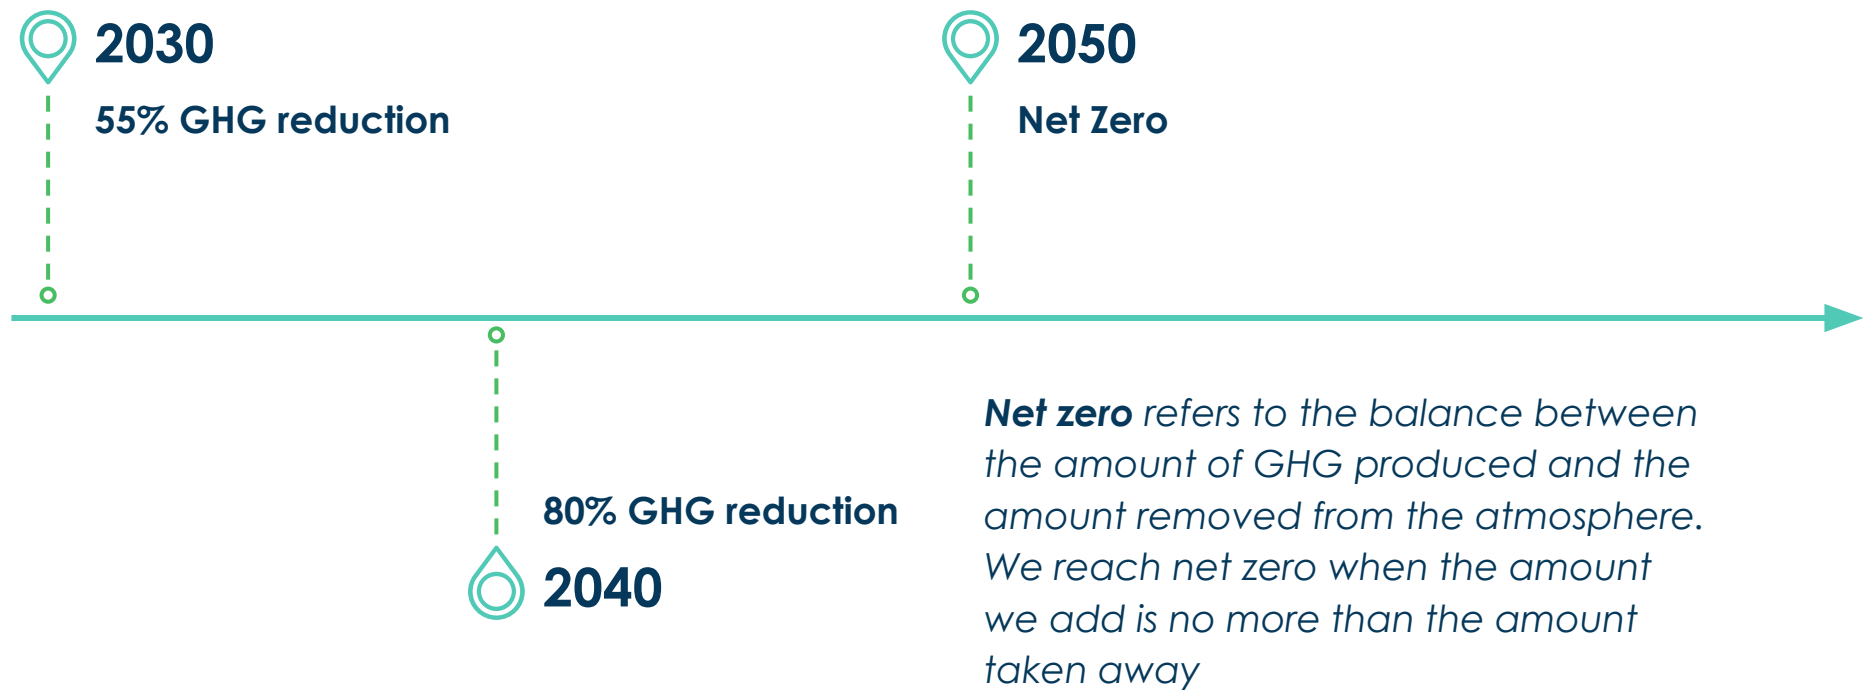 2030
55% GHG reduction
2050
Net Zero
80% GHG reduction
2040
Net zero refers to the balance between
the amount of GHG produced and the
amount removed from the atmosphere.
We reach net zero when the amount
we add is no more than the amount
taken away